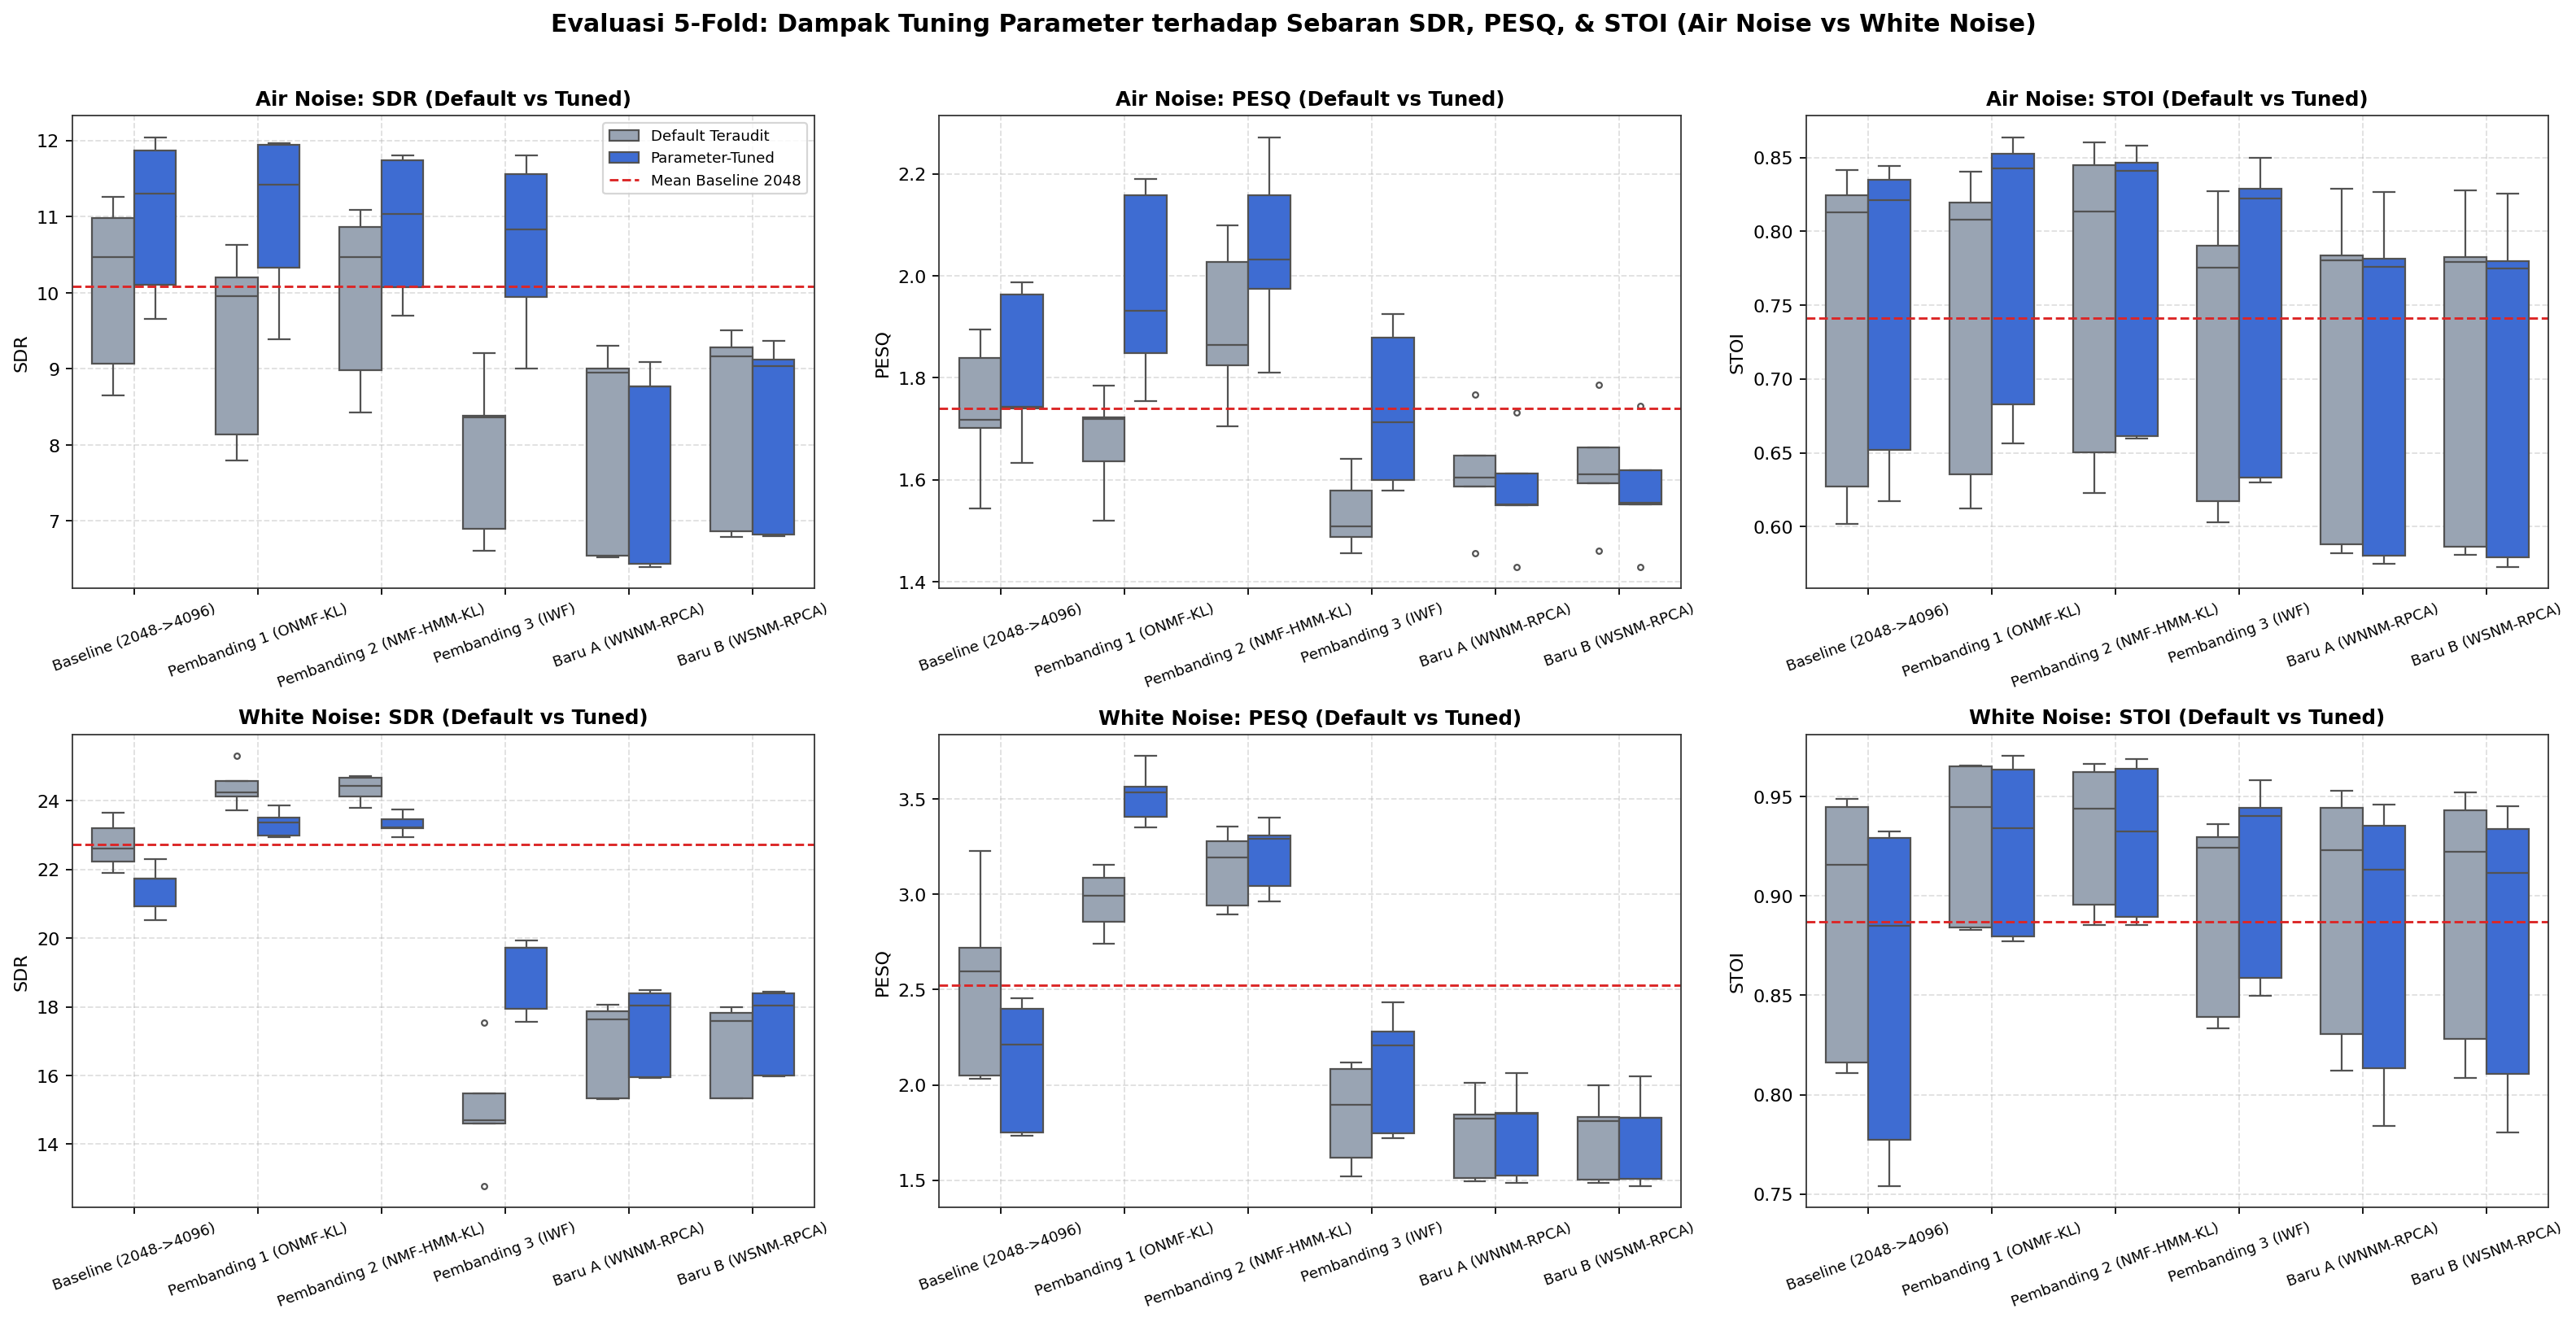 Evaluasi 5-Fold: Dampak Tuning Parameter terhadap Sebaran SDR, PESQ, & STOI (Air Noise vs White Noise)
Air Noise: SDR (Default vs Tuned)
SDR
12
11
10
9
8
7
Default Teraudit
Parameter-Tuned
Mean Baseline 2048
Baseline (2048->4096)
Pembanding 1 (ONMF-KL)
Pembanding 2 (NMF-HMM-KL)
Pembanding 3 (IWF)
Baru A (WNNM-RPCA)
Baru B (WSNM-RPCA)
Air Noise: PESQ (Default vs Tuned)
PESQ
2.2
2.0
1.8
1.6
1.4
Baseline (2048->4096)
Pembanding 1 (ONMF-KL)
Pembanding 2 (NMF-HMM-KL)
Pembanding 3 (IWF)
Baru A (WNNM-RPCA)
Baru B (WSNM-RPCA)
Air Noise: STOI (Default vs Tuned)
STOI
0.85
0.80
0.75
0.70
0.65
0.60
Baseline (2048->4096)
Pembanding 1 (ONMF-KL)
Pembanding 2 (NMF-HMM-KL)
Pembanding 3 (IWF)
Baru A (WNNM-RPCA)
Baru B (WSNM-RPCA)
White Noise: SDR (Default vs Tuned)
SDR
24
22
20
18
16
14
Baseline (2048->4096)
Pembanding 1 (ONMF-KL)
Pembanding 2 (NMF-HMM-KL)
Pembanding 3 (IWF)
Baru A (WNNM-RPCA)
Baru B (WSNM-RPCA)
White Noise: PESQ (Default vs Tuned)
PESQ
3.5
3.0
2.5
2.0
1.5
Baseline (2048->4096)
Pembanding 1 (ONMF-KL)
Pembanding 2 (NMF-HMM-KL)
Pembanding 3 (IWF)
Baru A (WNNM-RPCA)
Baru B (WSNM-RPCA)
White Noise: STOI (Default vs Tuned)
STOI
0.95
0.90
0.85
0.80
0.75
Baseline (2048->4096)
Pembanding 1 (ONMF-KL)
Pembanding 2 (NMF-HMM-KL)
Pembanding 3 (IWF)
Baru A (WNNM-RPCA)
Baru B (WSNM-RPCA)